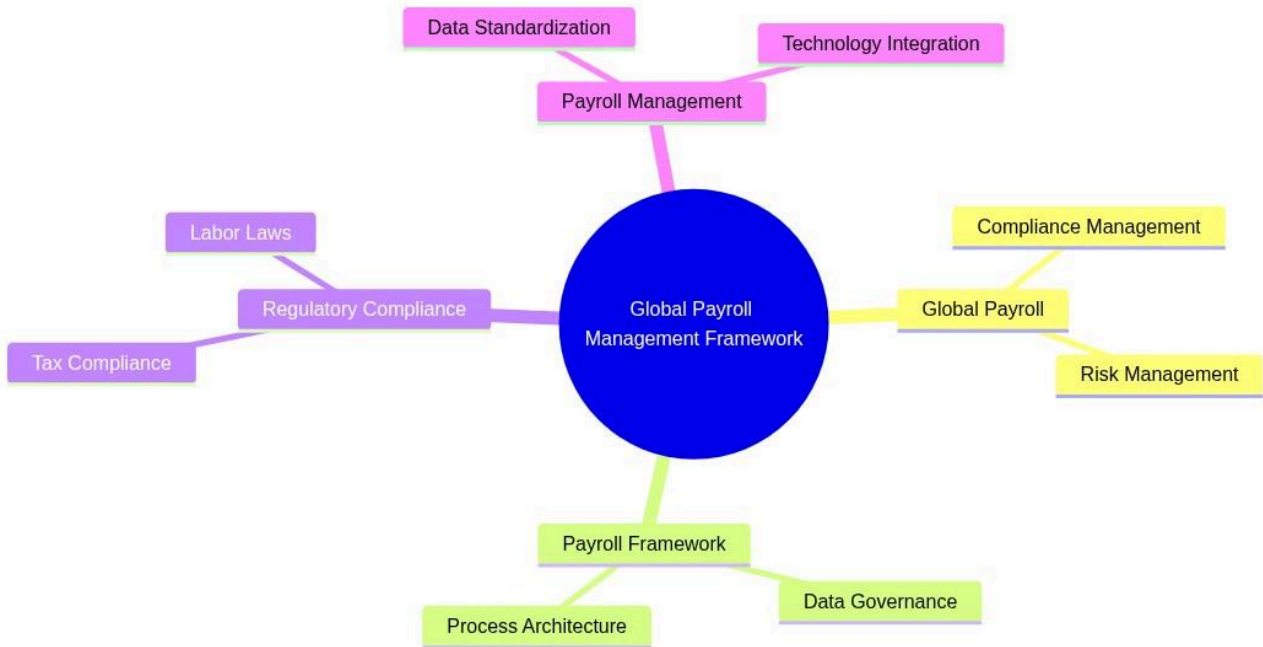 Data Standardization
Technology Integration
Payroll Management
Labor Laws
Compliance Management
Regulatory Compliance
Global Payroll
Management Framework
Global Payroll
Tax Compliance
Risk Management
Payroll Framework
Data Governance
Process Architecture